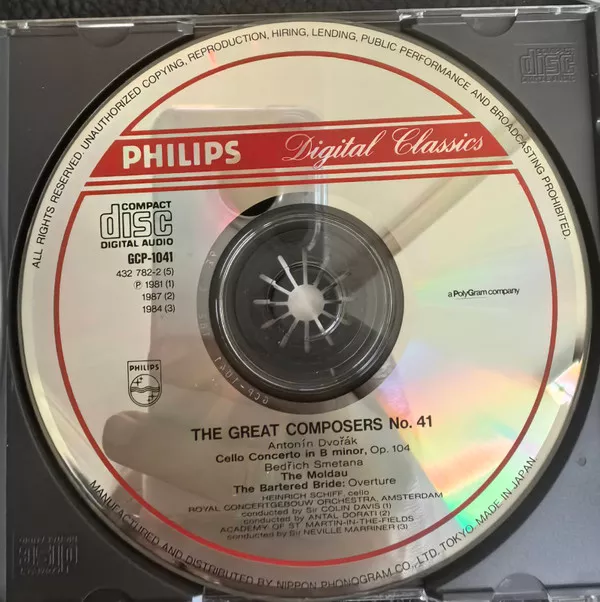 ALL RIGHTS RESERVED. UNAUTHORIZED COPYING, REPRODUCTION, HIRING, LENDING, PUBLIC PERFORMANCE AND BROADCASTING PROHIBITED.
PHILIPS Digital Classics
COMPACT
disc
DIGITAL AUDIO
GCP-1041
432 782-2 (5)
℗ 1981 (1)
1987 (2)
1984 (3)
a PolyGram company
PHILIPS
THE GREAT COMPOSERS No. 41
Antonín Dvořák
Cello Concerto in B minor, Op. 104
Bedřich Smetana
The Moldau
The Bartered Bride: Overture
HEINRICH SCHIFF, cello
ROYAL CONCERTGEBOUW ORCHESTRA, AMSTERDAM
conducted by Sir COLIN DAVIS (1)
conducted by ANTAL DORATI (2)
ACADEMY OF ST. MARTIN-IN-THE-FIELDS
conducted by Sir NEVILLE MARRINER (3)
MANUFACTURED AND DISTRIBUTED BY NIPPON PHONOGRAM CO., LTD. TOKYO. MADE IN JAPAN.
COMPACT
disc